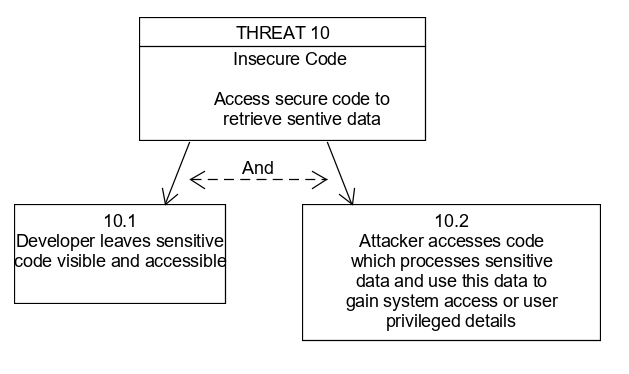 THREAT 10
Insecure Code
Access secure code to
retrieve sentive data
And
10.1
Developer leaves sensitive
code visible and accessible
10.2
Attacker accesses code
which processes sensitive
data and use this data to
gain system access or user
privileged details